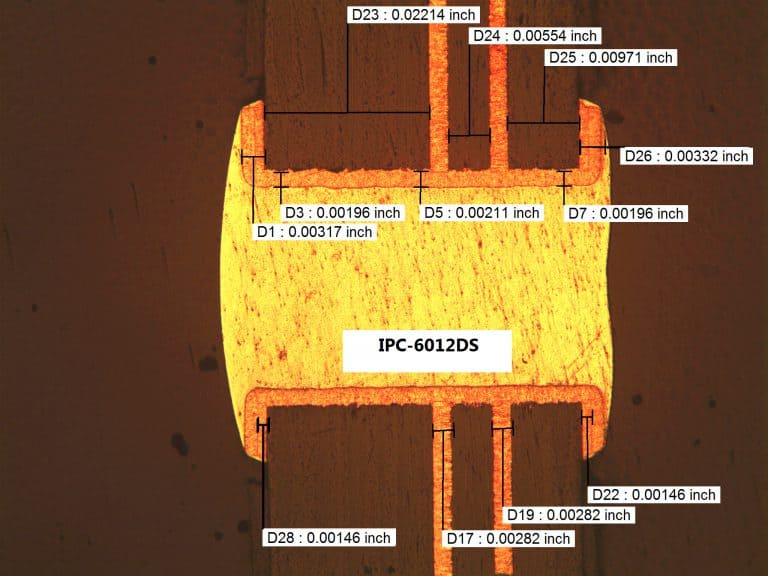 D23 : 0.02214 inch
D24 : 0.00554 inch
D25 : 0.00971 inch
D26 : 0.00332 inch
D3 : 0.00196 inch
D5 : 0.00211 inch
D7 : 0.00196 inch
D1 : 0.00317 inch
IPC-6012DS
D22 : 0.00146 inch
D19 : 0.00282 inch
D28 : 0.00146 inch
D17 : 0.00282 inch